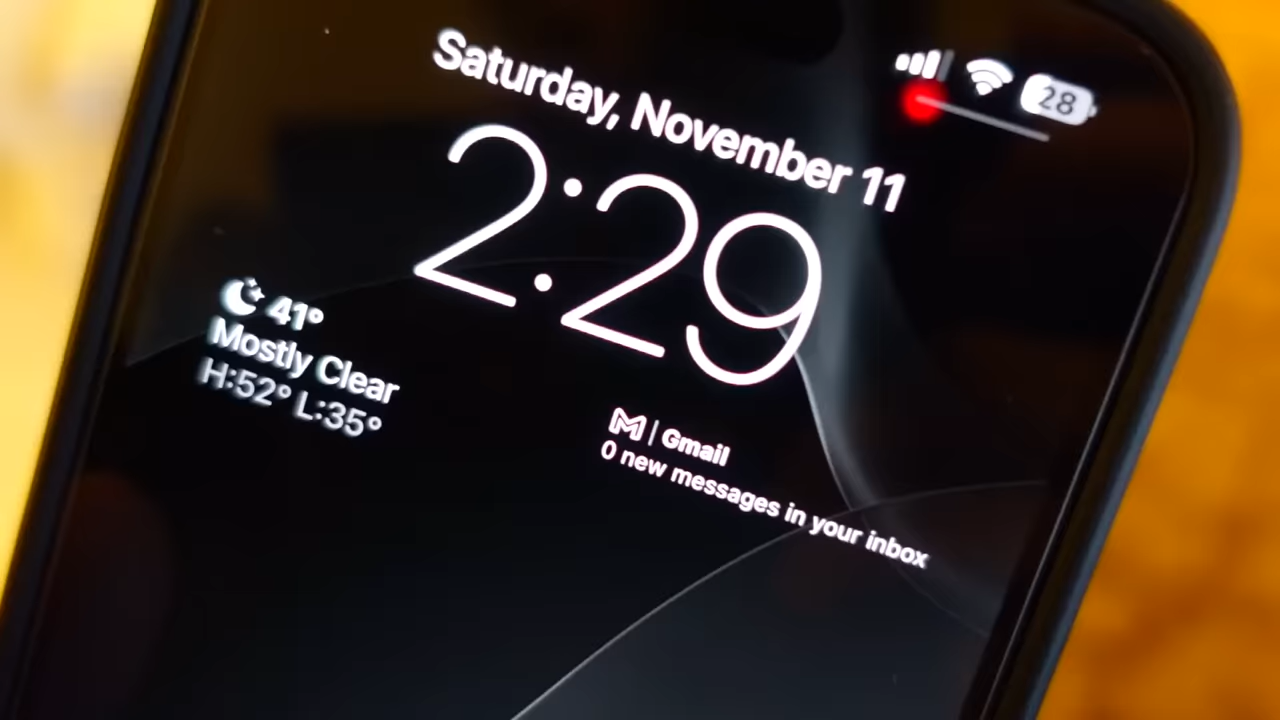 28
Saturday, November 11
2:29
41°
Mostly Clear
H:52° L:35°
M | Gmail
0 new messages in your inbox